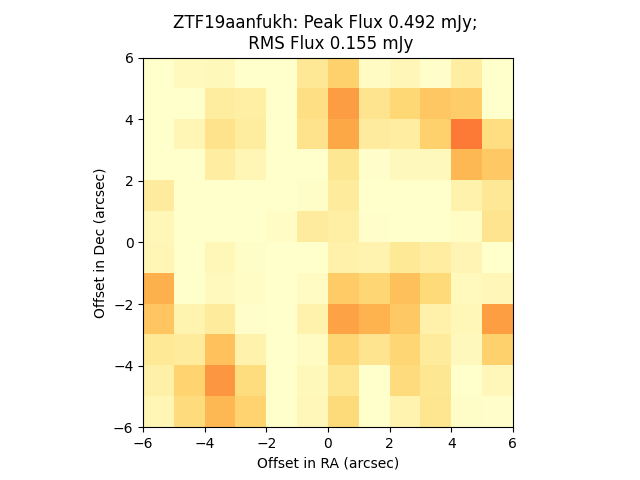 ZTF19aanfukh: Peak Flux 0.492 mJy;
RMS Flux 0.155 mJy
6
4
2
0
−2
−4
−6
Offset in Dec (arcsec)
−6 −4 −2 0 2 4 6
Offset in RA (arcsec)